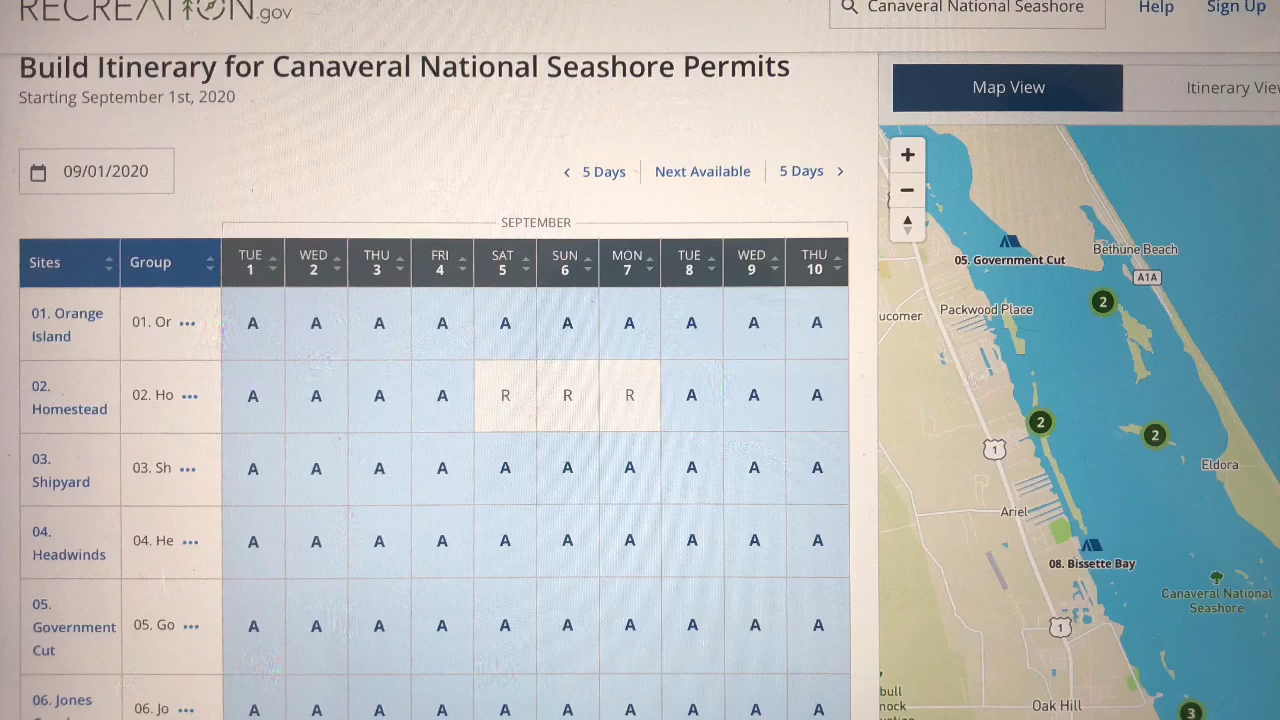 RECREATION.gov
Canaveral National Seashore
Help
Sign Up
Build Itinerary for Canaveral National Seashore Permits
Starting September 1st, 2020
Map View
Itinerary View
09/01/2020
< 5 Days
Next Available
5 Days >
SEPTEMBER
Sites Group TUE 1 WED 2 THU 3 FRI 4 SAT 5 SUN 6 MON 7 TUE 8 WED 9 THU 10
01. Orange
Island
01. Or ••• A A A A A A A A A A
02.
Homestead
02. Ho ••• A A A A R R R A A A
03.
Shipyard
03. Sh ••• A A A A A A A A A A
04.
Headwinds
04. He ••• A A A A A A A A A A
05.
Government
Cut
05. Go ••• A A A A A A A A A A
06. Jones
06. Jo ••• A A A A A A A A A A
+
−
05. Government Cut
Bethune Beach
A1A
2
ucomer
Packwood Place
2
2
1
Eldora
Ariel
08. Bissette Bay
Canaveral National
Seashore
1
bull
nock
Oak Hill
3